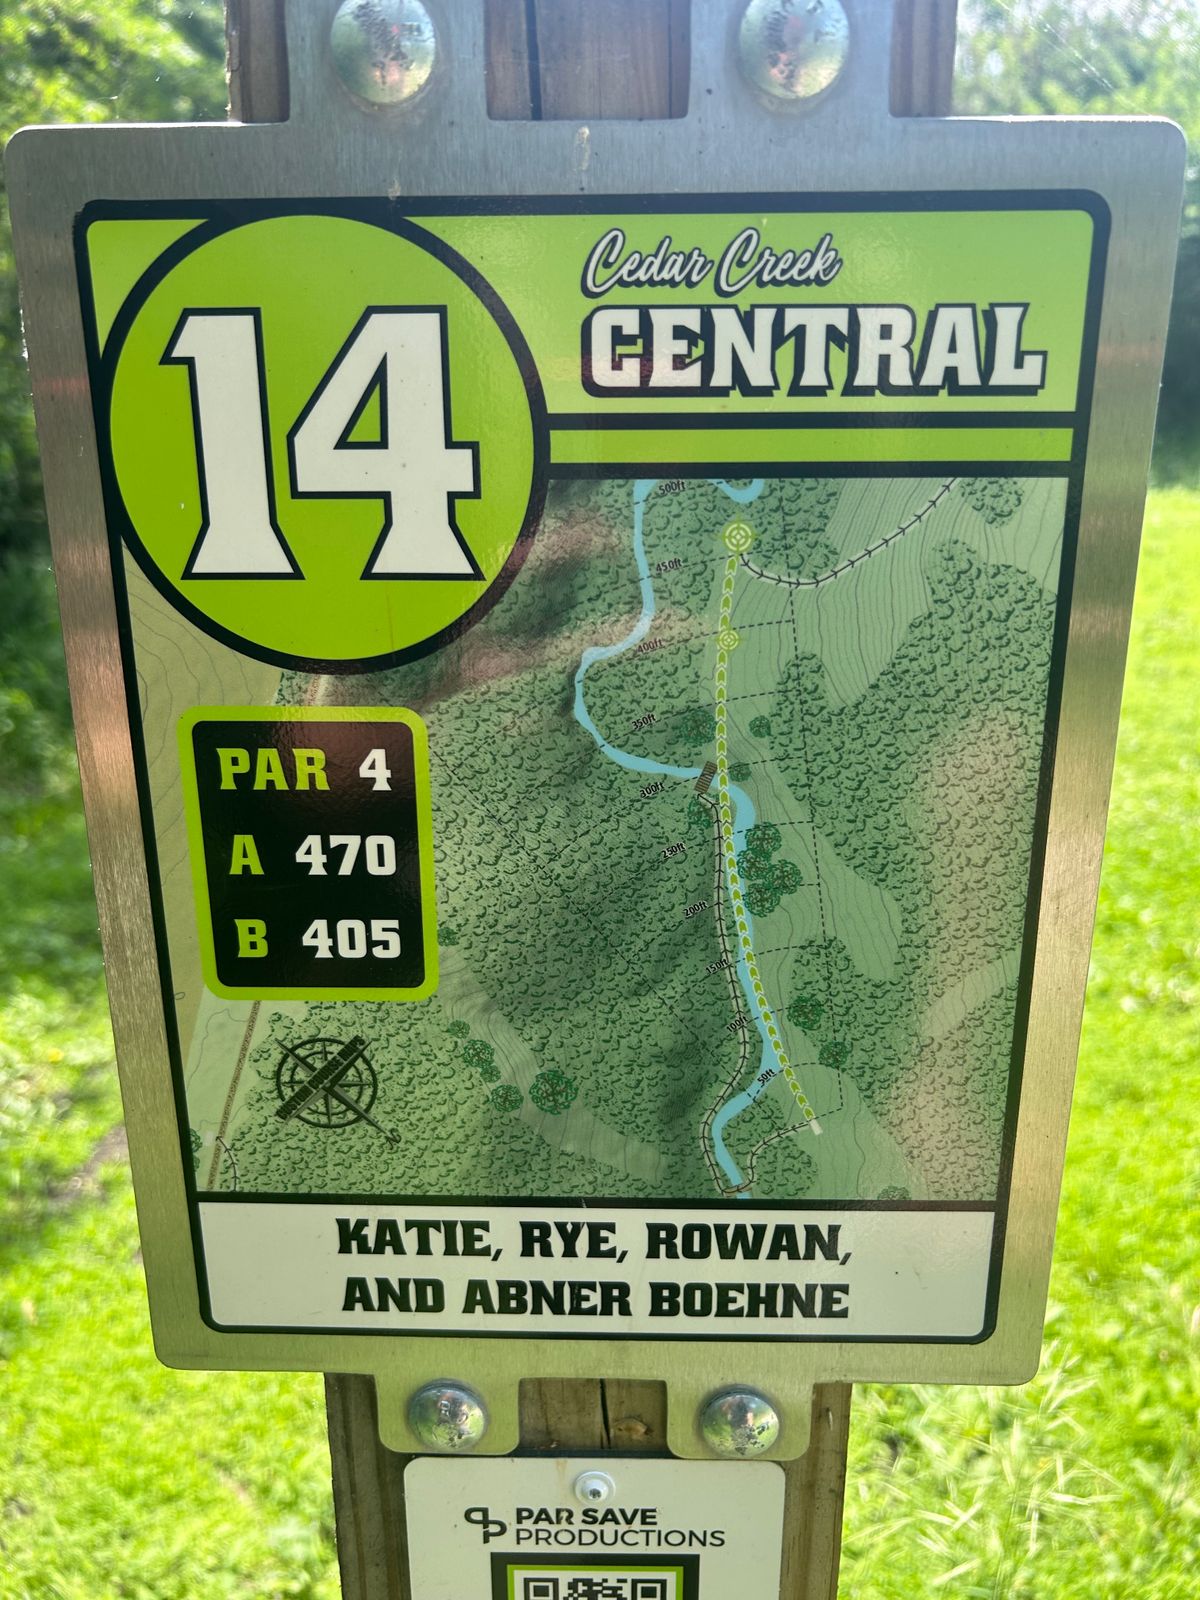 14
Cedar Creek
CENTRAL
500ft
450ft
400ft
350ft
300ft
250ft
200ft
150ft
100ft
50ft
PAR 4
A 470
B 405
N
KATIE, RYE, ROWAN,
AND ABNER BOEHNE
PAR SAVE
PRODUCTIONS